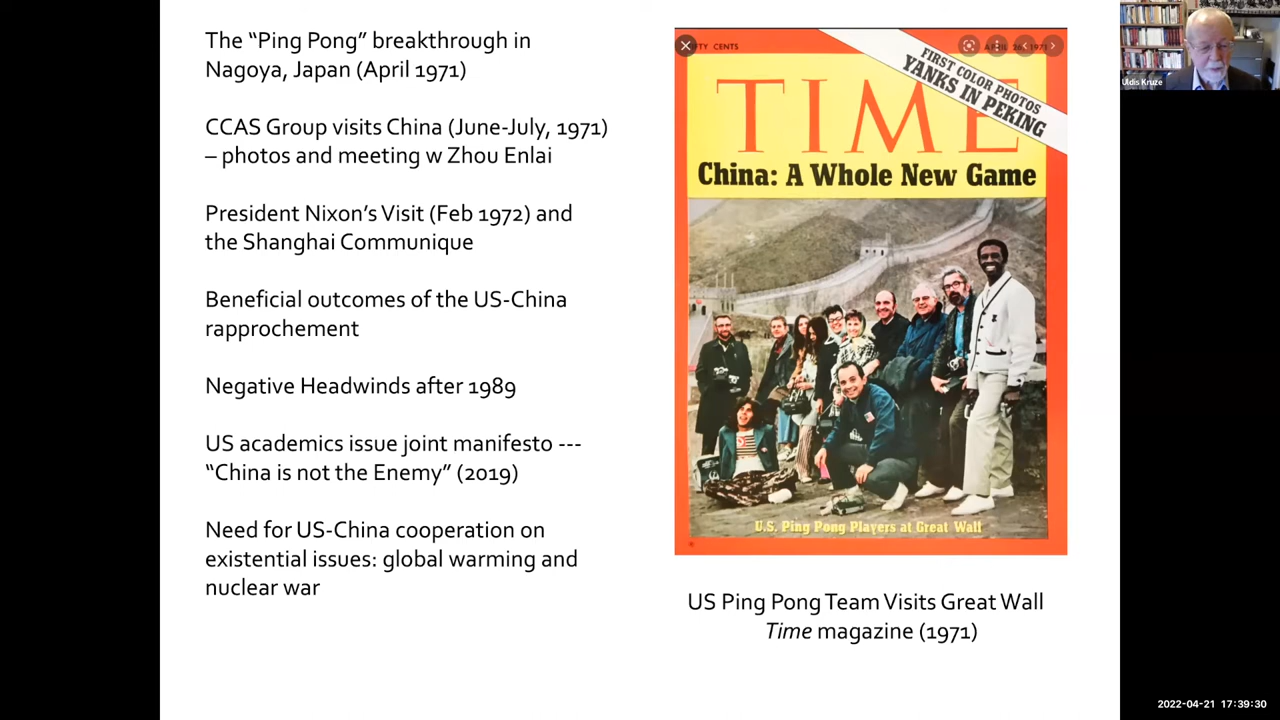 The “Ping Pong” breakthrough in
Nagoya, Japan (April 1971)
CCAS Group visits China (June-July, 1971)
– photos and meeting w Zhou Enlai
President Nixon’s Visit (Feb 1972) and
the Shanghai Communique
Beneficial outcomes of the US-China
rapprochement
Negative Headwinds after 1989
US academics issue joint manifesto ---
“China is not the Enemy” (2019)
Need for US-China cooperation on
existential issues: global warming and
nuclear war
CENTS
FIRST COLOR PHOTOS
YANKS IN PEKING
TIME
China: A Whole New Game
U.S. Ping Pong Players at Great Wall
US Ping Pong Team Visits Great Wall
Time magazine (1971)
Uldis Kruze
2022-04-21 17:39:30